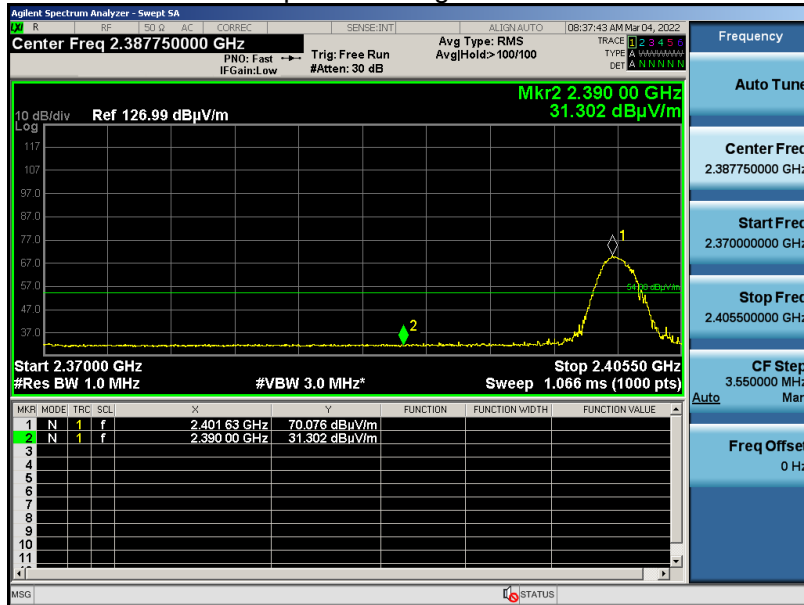 Agilent Spectrum Analyzer - Swept SA
LXI R RF 50 Ω AC CORREC SENSE:INT ALIGN AUTO 08:37:43 AM Mar 04, 2022
Center Freq 2.387750000 GHz
PNO: Fast
IFGain:Low
Trig: Free Run
#Atten: 30 dB
Avg Type: RMS
Avg|Hold:>100/100
TRACE 1 2 3 4 5 6
TYPE A
DET A N N N N N
Mkr2 2.390 00 GHz
31.302 dBµV/m
10 dB/div Ref 126.99 dBµV/m
Log
117
107
97.0
87.0
77.0
67.0
57.0
47.0
37.0
1
2
54.00 dBµV/m
Start 2.37000 GHz Stop 2.40550 GHz
#Res BW 1.0 MHz #VBW 3.0 MHz* Sweep 1.066 ms (1000 pts)
MKR MODE TRC SCL X Y FUNCTION FUNCTION WIDTH FUNCTION VALUE
1 N 1 f 2.401 63 GHz 70.076 dBµV/m
2 N 1 f 2.390 00 GHz 31.302 dBµV/m
3
4
5
6
7
8
9
10
11
MSG STATUS
Frequency
Auto Tune
Center Freq
2.387750000 GHz
Start Freq
2.370000000 GHz
Stop Freq
2.405500000 GHz
CF Step
3.550000 MHz
Auto Man
Freq Offset
0 Hz